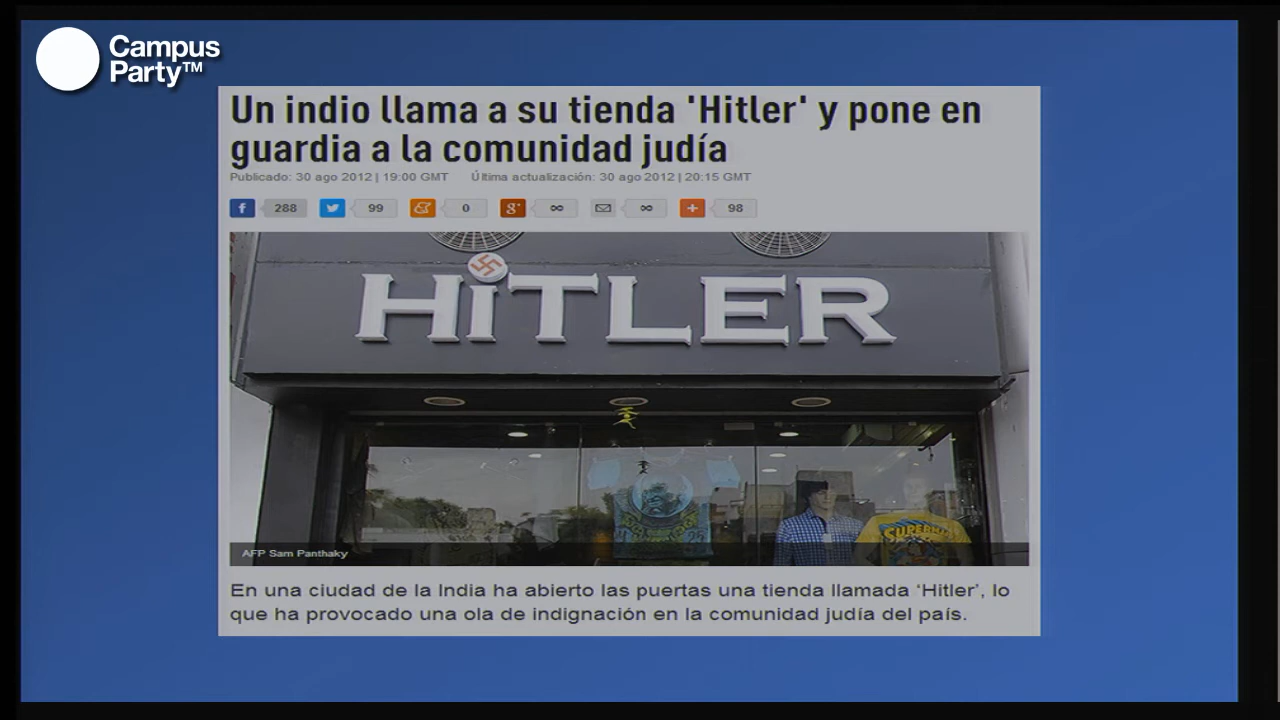 Campus
Party™
Un indio llama a su tienda 'Hitler' y pone en
guardia a la comunidad judía
Publicado: 30 ago 2012 | 19:00 GMT Última actualización: 30 ago 2012 | 20:15 GMT
288 99 0 ∞ ∞ 98
HiTLER
SUPERMAN
AFP Sam Panthaky
En una ciudad de la India ha abierto las puertas una tienda llamada ‘Hitler’, lo
que ha provocado una ola de indignación en la comunidad judía del país.